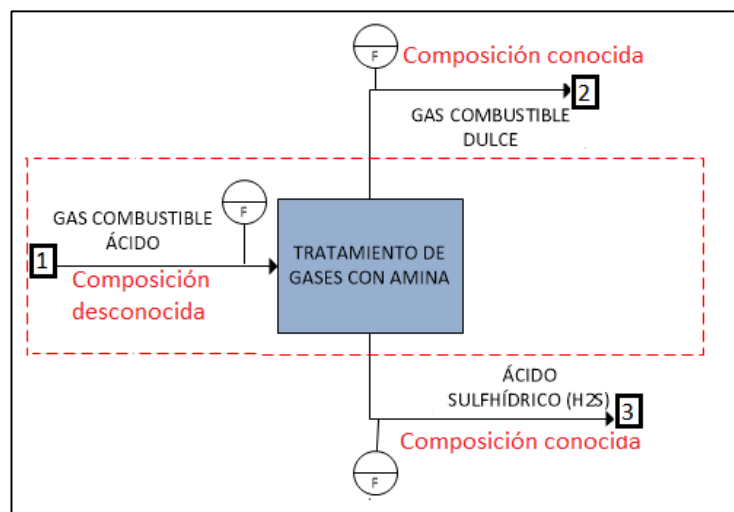 F
Composición conocida
2
GAS COMBUSTIBLE
DULCE
F
GAS COMBUSTIBLE
ÁCIDO
1
Composición
desconocida
TRATAMIENTO DE
GASES CON AMINA
ÁCIDO
SULFHÍDRICO (H2S)
3
Composición conocida
F